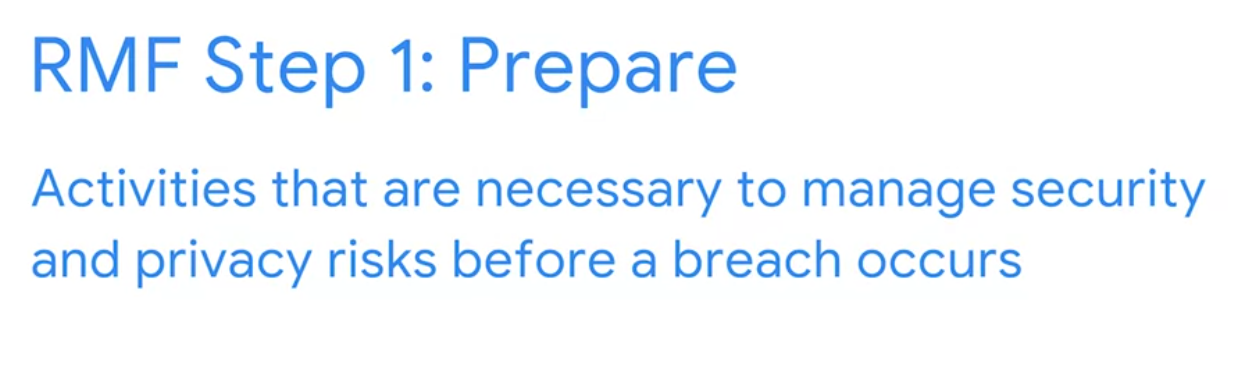 RMF Step 1: Prepare
Activities that are necessary to manage security
and privacy risks before a breach occurs